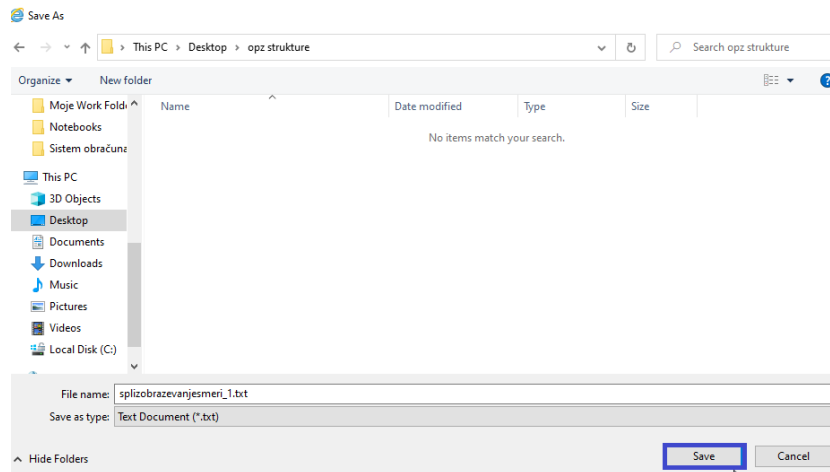 Save As
This PC > Desktop > opz strukture
Search opz strukture
Organize
New folder
Name
Date modified
Type
Size
No items match your search.
Moje Work Folde
Notebooks
Sistem obračuna
This PC
3D Objects
Desktop
Documents
Downloads
Music
Pictures
Videos
Local Disk (C:)
File name: splizobrazevanjesmeri_1.txt
Save as type: Text Document (*.txt)
Hide Folders
Save
Cancel